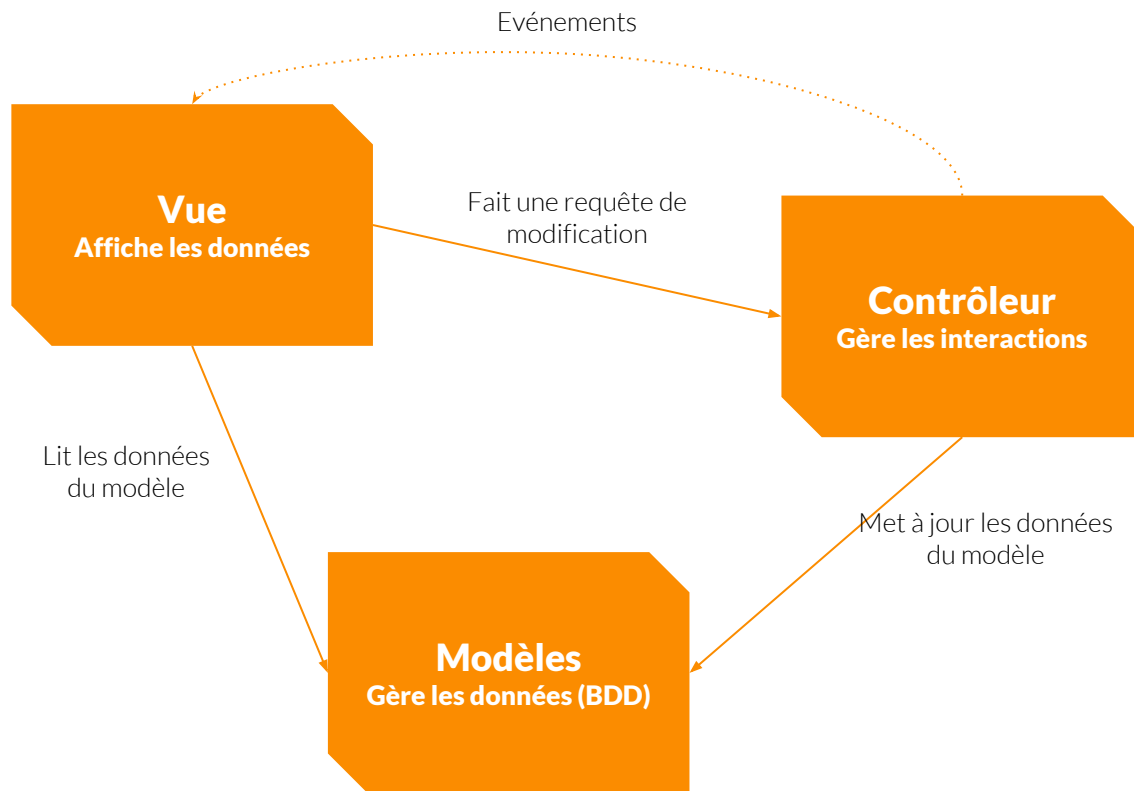 Evénements
Vue
Affiche les données
Fait une requête de
modification
Contrôleur
Gère les interactions
Lit les données
du modèle
Met à jour les données
du modèle
Modèles
Gère les données (BDD)